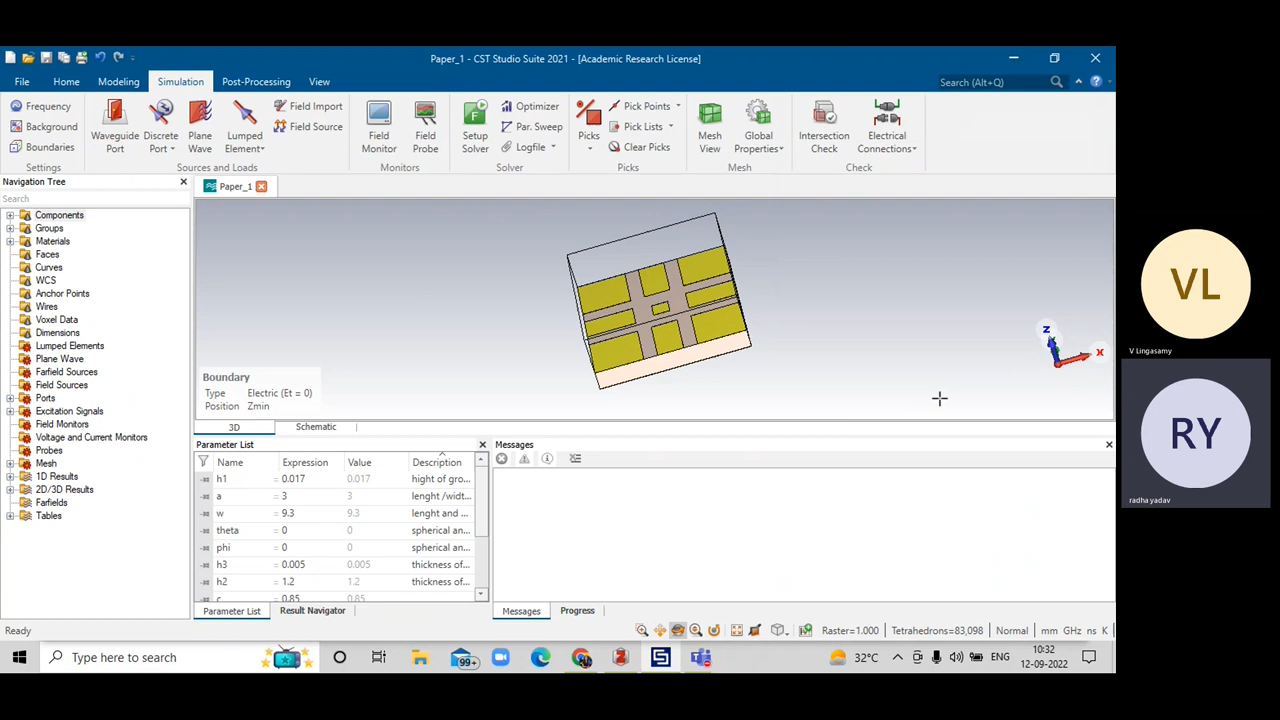 Paper_1 - CST Studio Suite 2021 - [Academic Research License]
File Home Modeling Simulation Post-Processing View
Search (Alt+Q)
Frequency
Background
Boundaries
Settings
Waveguide Port
Discrete Port
Plane Wave
Lumped Element
Field Import
Field Source
Sources and Loads
Field Monitor
Field Probe
Monitors
Setup Solver
Optimizer
Par. Sweep
Logfile
Solver
Picks
Pick Points
Pick Lists
Clear Picks
Picks
Mesh View
Global Properties
Mesh
Intersection Check
Electrical Connections
Check
Navigation Tree
Search
Components
Groups
Materials
Faces
Curves
WCS
Anchor Points
Wires
Voxel Data
Dimensions
Lumped Elements
Plane Wave
Farfield Sources
Field Sources
Ports
Excitation Signals
Field Monitors
Voltage and Current Monitors
Probes
Mesh
1D Results
2D/3D Results
Farfields
Tables
Paper_1
Boundary
Type Electric (Et = 0)
Position Zmin
z
x
3D Schematic
Parameter List
Name Expression Value Description
h1 = 0.017 0.017 hight of gro...
a = 3 3 lenght /widt...
w = 9.3 9.3 lenght and ...
theta = 0 0 spherical an...
phi = 0 0 spherical an...
h3 = 0.005 0.005 thickness of...
h2 = 1.2 1.2 thickness of...
c = 0.85 0.85
Parameter List Result Navigator
Messages
Messages Progress
Ready
Raster=1.000 Tetrahedrons=83,098 Normal mm GHz ns K
Type here to search
99+
32°C
ENG
10:32
12-09-2022
VL
V Lingasamy
RY
radha yadav